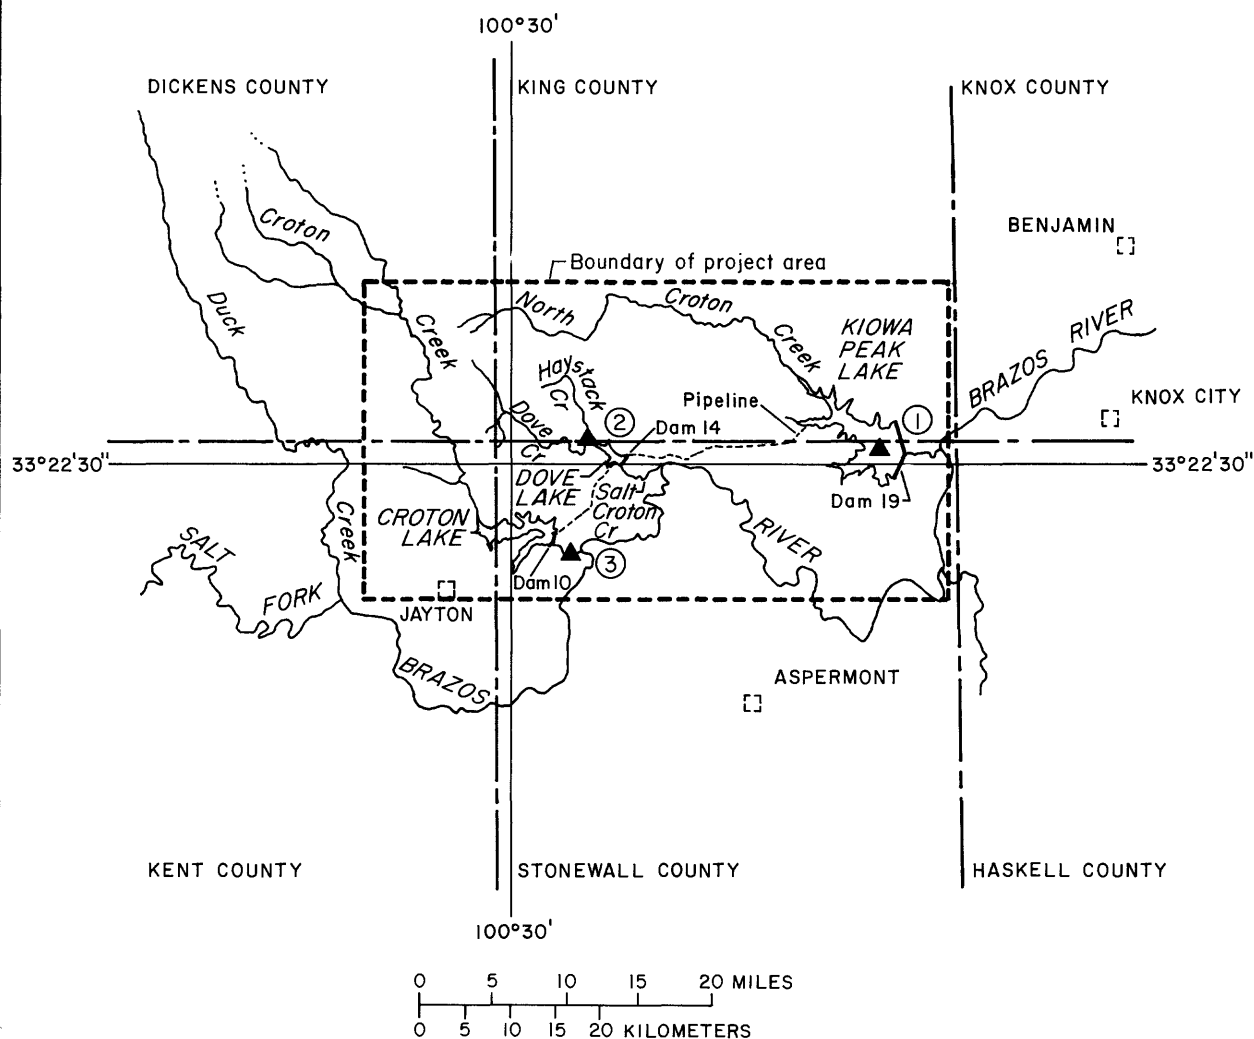 100°30'
DICKENS COUNTY
KING COUNTY
KNOX COUNTY
BENJAMIN
Croton
Boundary of project area
Duck
Creek
North
Croton
Creek
KIOWA
PEAK
LAKE
BRAZOS RIVER
Haystack
Cr
Pipeline
KNOX CITY
Dove
Cr
2
Dam 14
1
33°22'30"
33°22'30"
DOVE
LAKE
Salt
Croton
Cr
Dam 19
CROTON
LAKE
Creek
RIVER
SALT
FORK
Dam 10
3
JAYTON
BRAZOS
ASPERMONT
KENT COUNTY
STONEWALL COUNTY
HASKELL COUNTY
100°30'
0 5 10 15 20 MILES
0 5 10 15 20 KILOMETERS